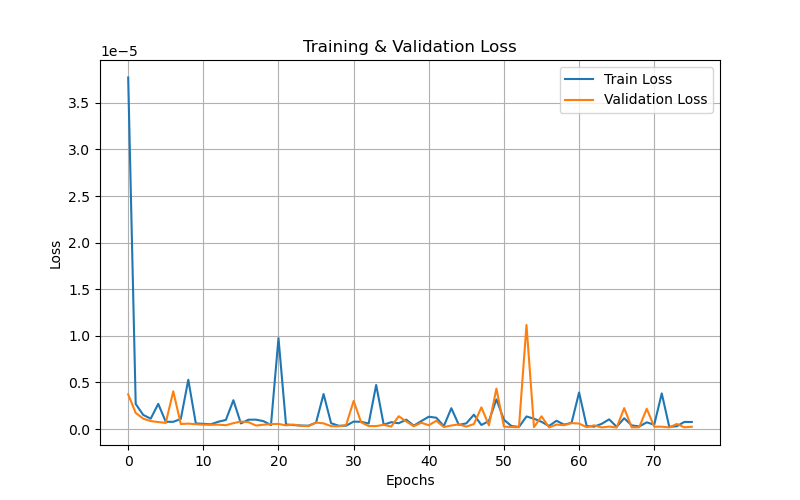 Training & Validation Loss
1e−5
Train Loss
Validation Loss
3.5
3.0
2.5
2.0
1.5
1.0
0.5
0.0
Loss
0 10 20 30 40 50 60 70
Epochs